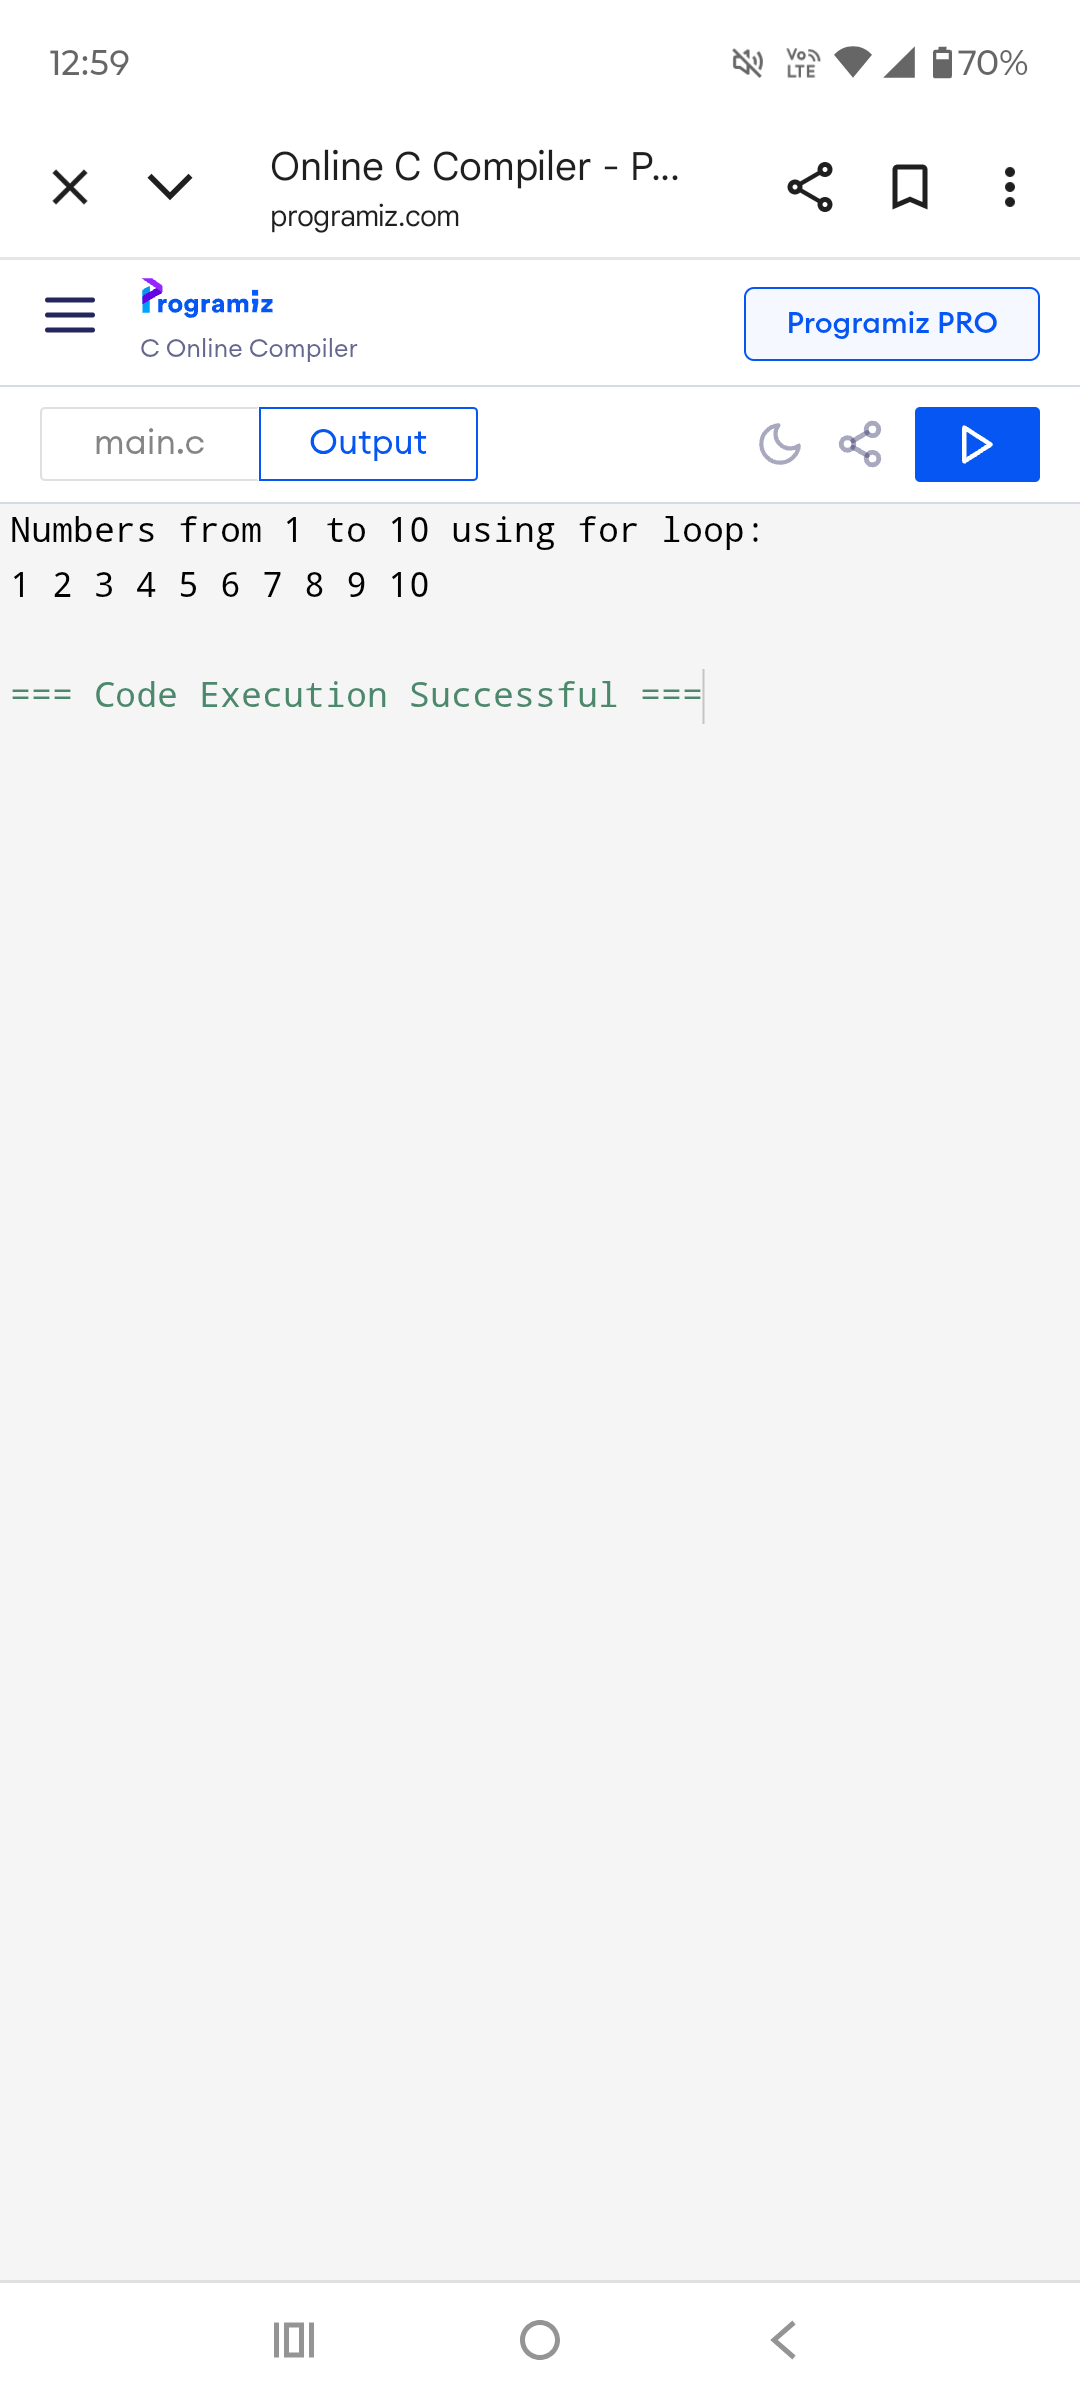 12:59
Vo LTE 70%
Online C Compiler - P...
programiz.com
Programiz
C Online Compiler
Programiz PRO
main.c
Output
Numbers from 1 to 10 using for loop:
1 2 3 4 5 6 7 8 9 10
=== Code Execution Successful ===